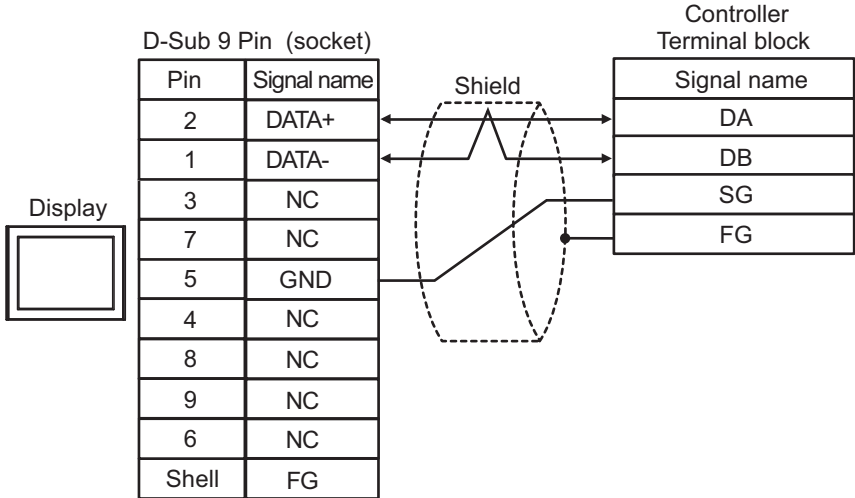 Controller
D-Sub 9 Pin (socket)
Terminal block
Pin Signal name
Shield
Signal name
2 DATA+
DA
1 DATA-
DB
3 NC
SG
Display
7 NC
FG
5 GND
4 NC
8 NC
9 NC
6 NC
Shell FG